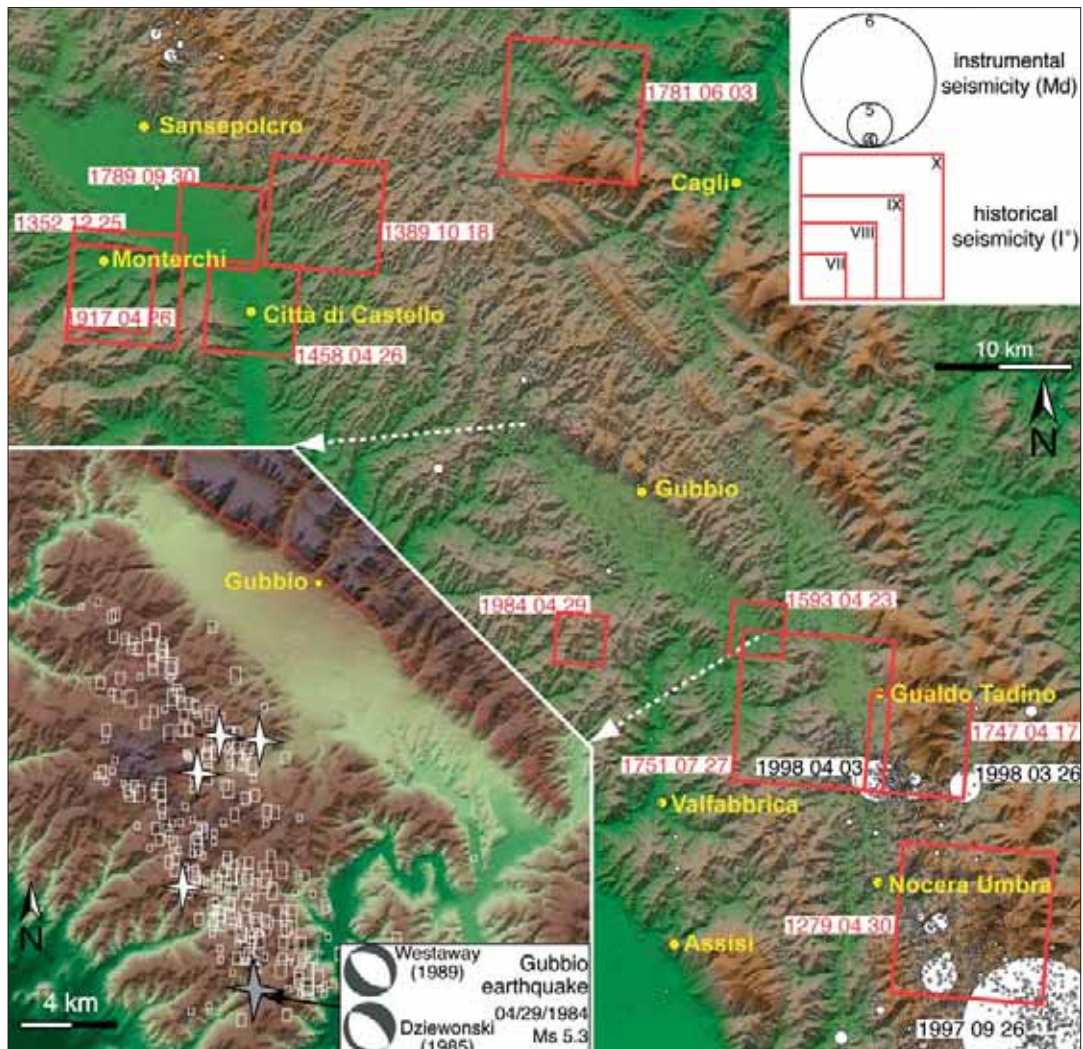 6
instrumental
seismicity (Md)
5
X
IX
historical
seismicity (I°)
VIII
VII
1781 06 03
Sansepolcro
1789 09 30
Cagli
1352 12 25
1389 10 18
Monterchi
1917 04 26
Città di Castello
1458 04 26
10 km
N
Gubbio
1984 04 29
1593 04 23
Gualdo Tadino
1747 04 17
1751 07 27
1998 04 03
1998 03 26
Valfabbrica
Nocera Umbra
1279 04 30
Assisi
1997 09 26
Gubbio
N
4 km
Westaway
(1989)
Gubbio
earthquake
04/29/1984
Dziewonski
(1985)
Ms 5.3